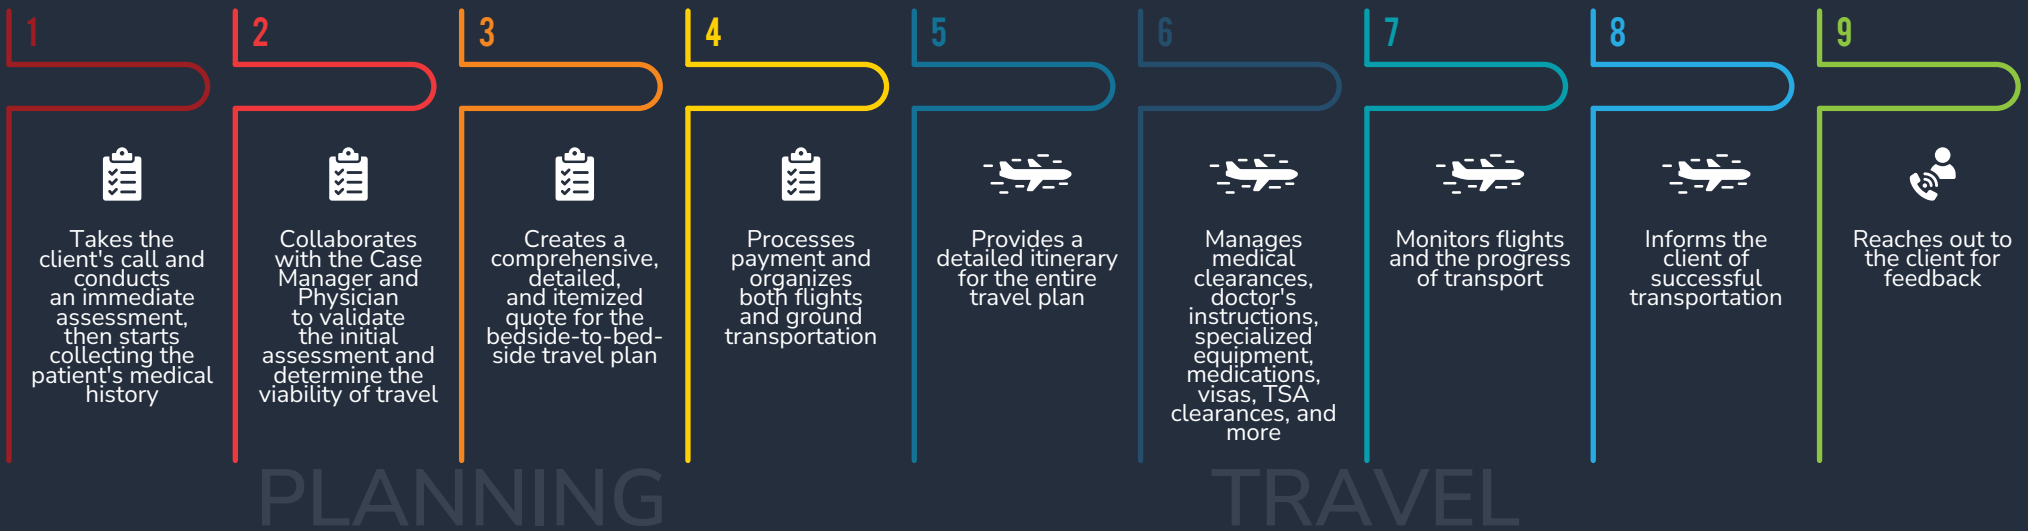 1
Takes the
client's call and
conducts
an immediate
assessment,
then starts
collecting the
patient's medical
history
2
Collaborates
with the Case
Manager and
Physician
to validate
the initial
assessment and
determine the
viability of travel
3
Creates a
comprehensive,
detailed,
and itemized
quote for the
bedside-to-bed-
side travel plan
4
Processes
payment and
organizes
both flights
and ground
transportation
5
Provides a
detailed itinerary
for the entire
travel plan
6
Manages
medical
clearances,
doctor's
instructions,
specialized
equipment,
medications,
visas, TSA
clearances, and
more
7
Monitors flights
and the progress
of transport
8
Informs the
client of
successful
transportation
9
Reaches out to
the client for
feedback
PLANNING
TRAVEL